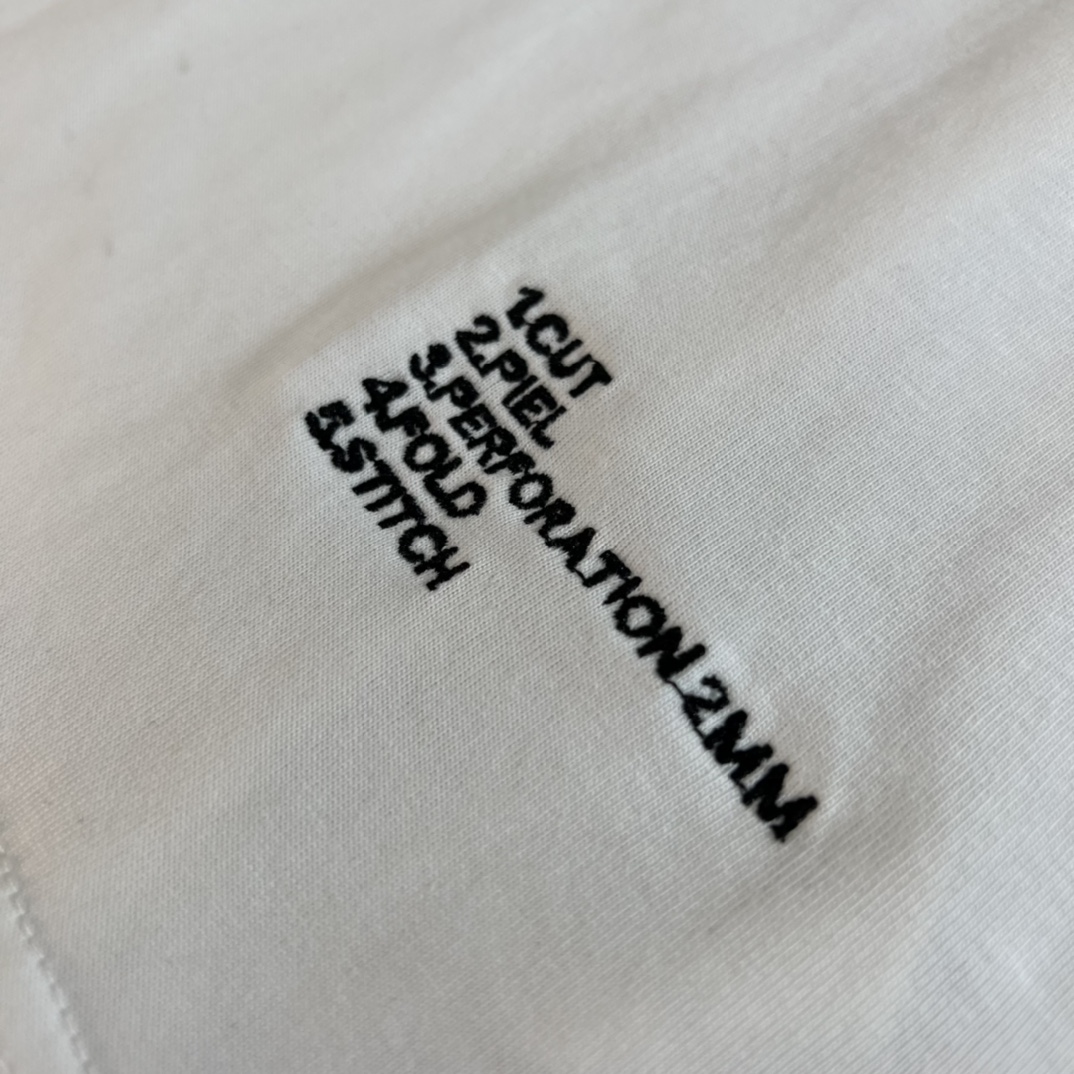 1.CUT
2.PIEL
3.PERFORATION 2MM
4.FOLD
5.STITCH